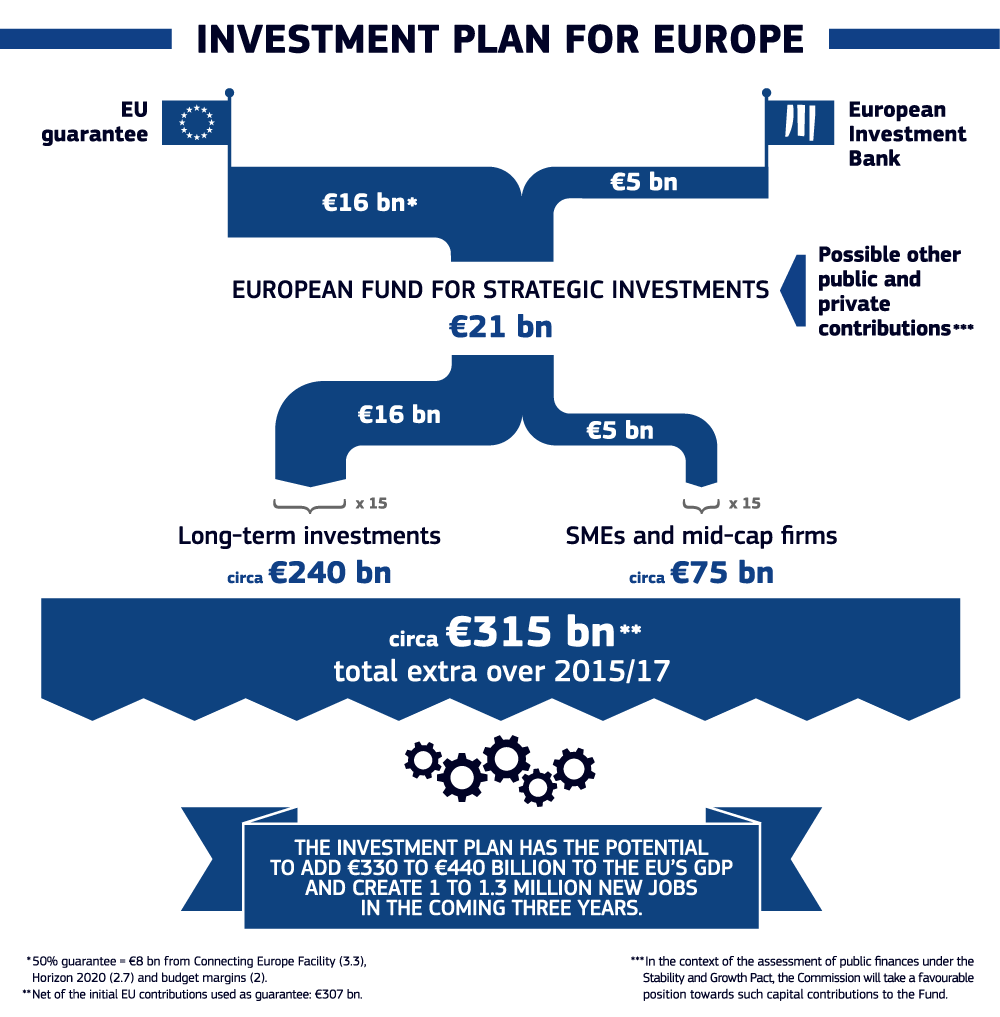 INVESTMENT PLAN FOR EUROPE
EU
guarantee
European
Investment
Bank
€16 bn*
€5 bn
EUROPEAN FUND FOR STRATEGIC INVESTMENTS
€21 bn
Possible other
public and
private
contributions***
€16 bn
€5 bn
x 15
x 15
Long-term investments
circa €240 bn
SMEs and mid-cap firms
circa €75 bn
circa €315 bn**
total extra over 2015/17
THE INVESTMENT PLAN HAS THE POTENTIAL
TO ADD €330 TO €440 BILLION TO THE EU'S GDP
AND CREATE 1 TO 1.3 MILLION NEW JOBS
IN THE COMING THREE YEARS.
*50% guarantee = €8 bn from Connecting Europe Facility (3.3),
Horizon 2020 (2.7) and budget margins (2).
**Net of the initial EU contributions used as guarantee: €307 bn.
***In the context of the assessment of public finances under the
Stability and Growth Pact, the Commission will take a favourable
position towards such capital contributions to the Fund.